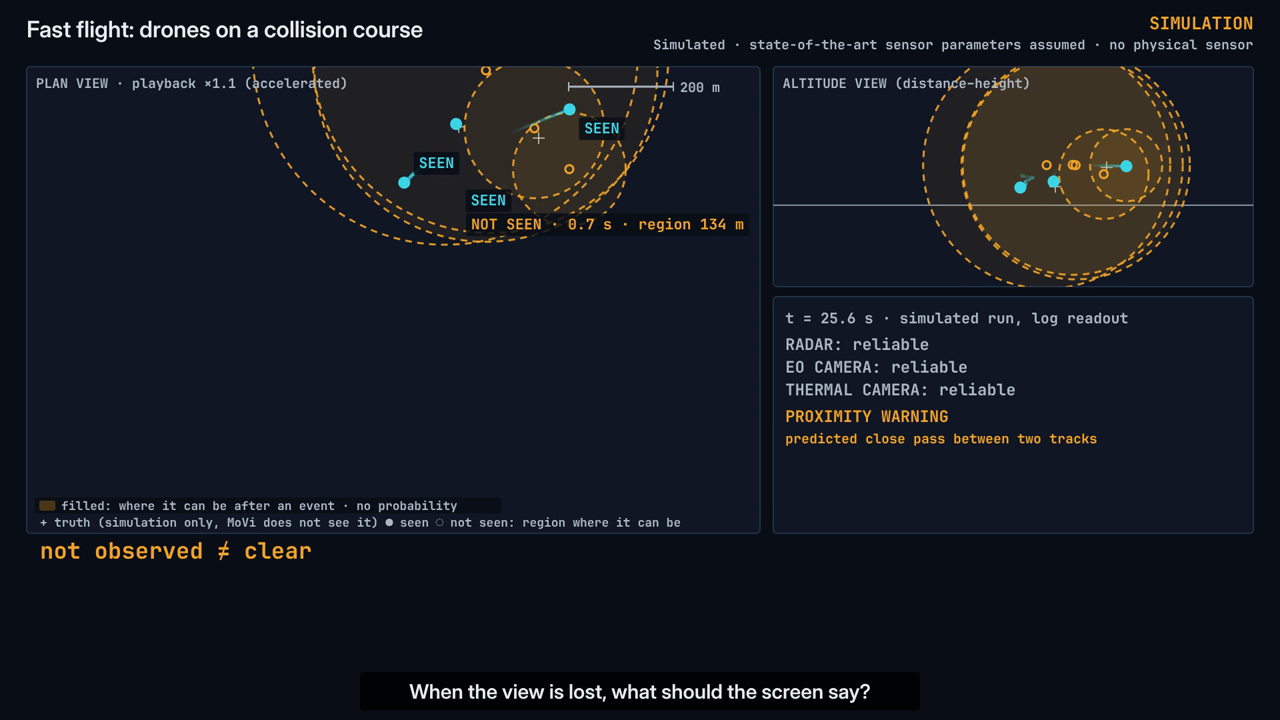 Fast flight: drones on a collision course
SIMULATION
Simulated · state-of-the-art sensor parameters assumed · no physical sensor
PLAN VIEW · playback ×1.1 (accelerated)
200 m
SEEN
SEEN
SEEN
NOT SEEN · 0.7 s · region 134 m
filled: where it can be after an event · no probability
+ truth (simulation only, MoVi does not see it) ● seen ◌ not seen: region where it can be
ALTITUDE VIEW (distance-height)
t = 25.6 s · simulated run, log readout
RADAR: reliable
EO CAMERA: reliable
THERMAL CAMERA: reliable
PROXIMITY WARNING
predicted close pass between two tracks
not observed ≠ clear
When the view is lost, what should the screen say?